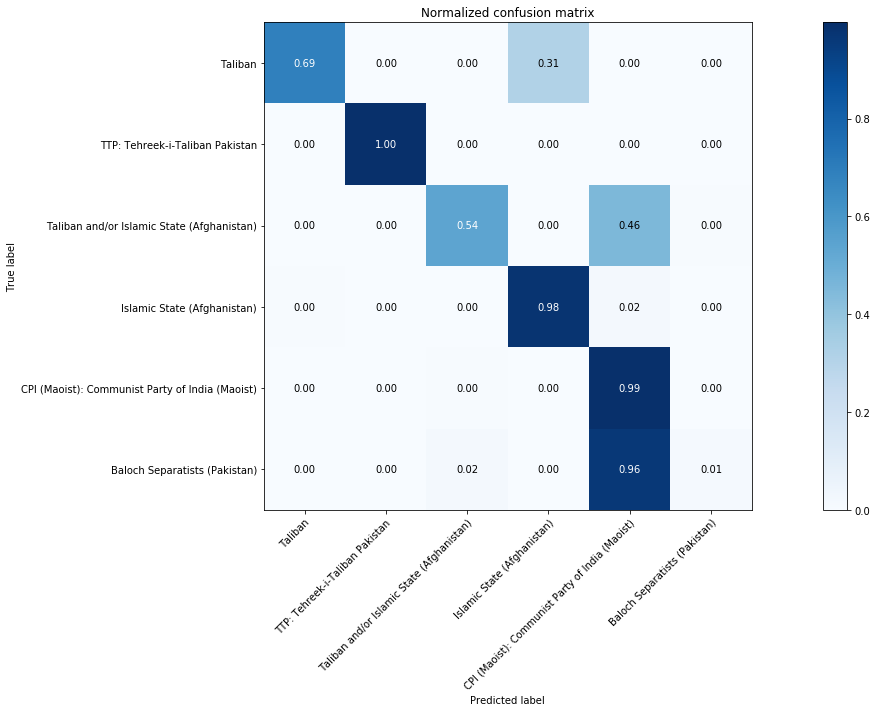 Normalized confusion matrix
Taliban 0.69 0.00 0.00 0.31 0.00 0.00
TTP: Tehreek-i-Taliban Pakistan 0.00 1.00 0.00 0.00 0.00 0.00
Taliban and/or Islamic State (Afghanistan) 0.00 0.00 0.54 0.00 0.46 0.00
Islamic State (Afghanistan) 0.00 0.00 0.00 0.98 0.02 0.00
CPI (Maoist): Communist Party of India (Maoist) 0.00 0.00 0.00 0.00 0.99 0.00
Baloch Separatists (Pakistan) 0.00 0.00 0.02 0.00 0.96 0.01
True label
Taliban
TTP: Tehreek-i-Taliban Pakistan
Taliban and/or Islamic State (Afghanistan)
Islamic State (Afghanistan)
CPI (Maoist): Communist Party of India (Maoist)
Baloch Separatists (Pakistan)
Predicted label
0.8
0.6
0.4
0.2
0.0